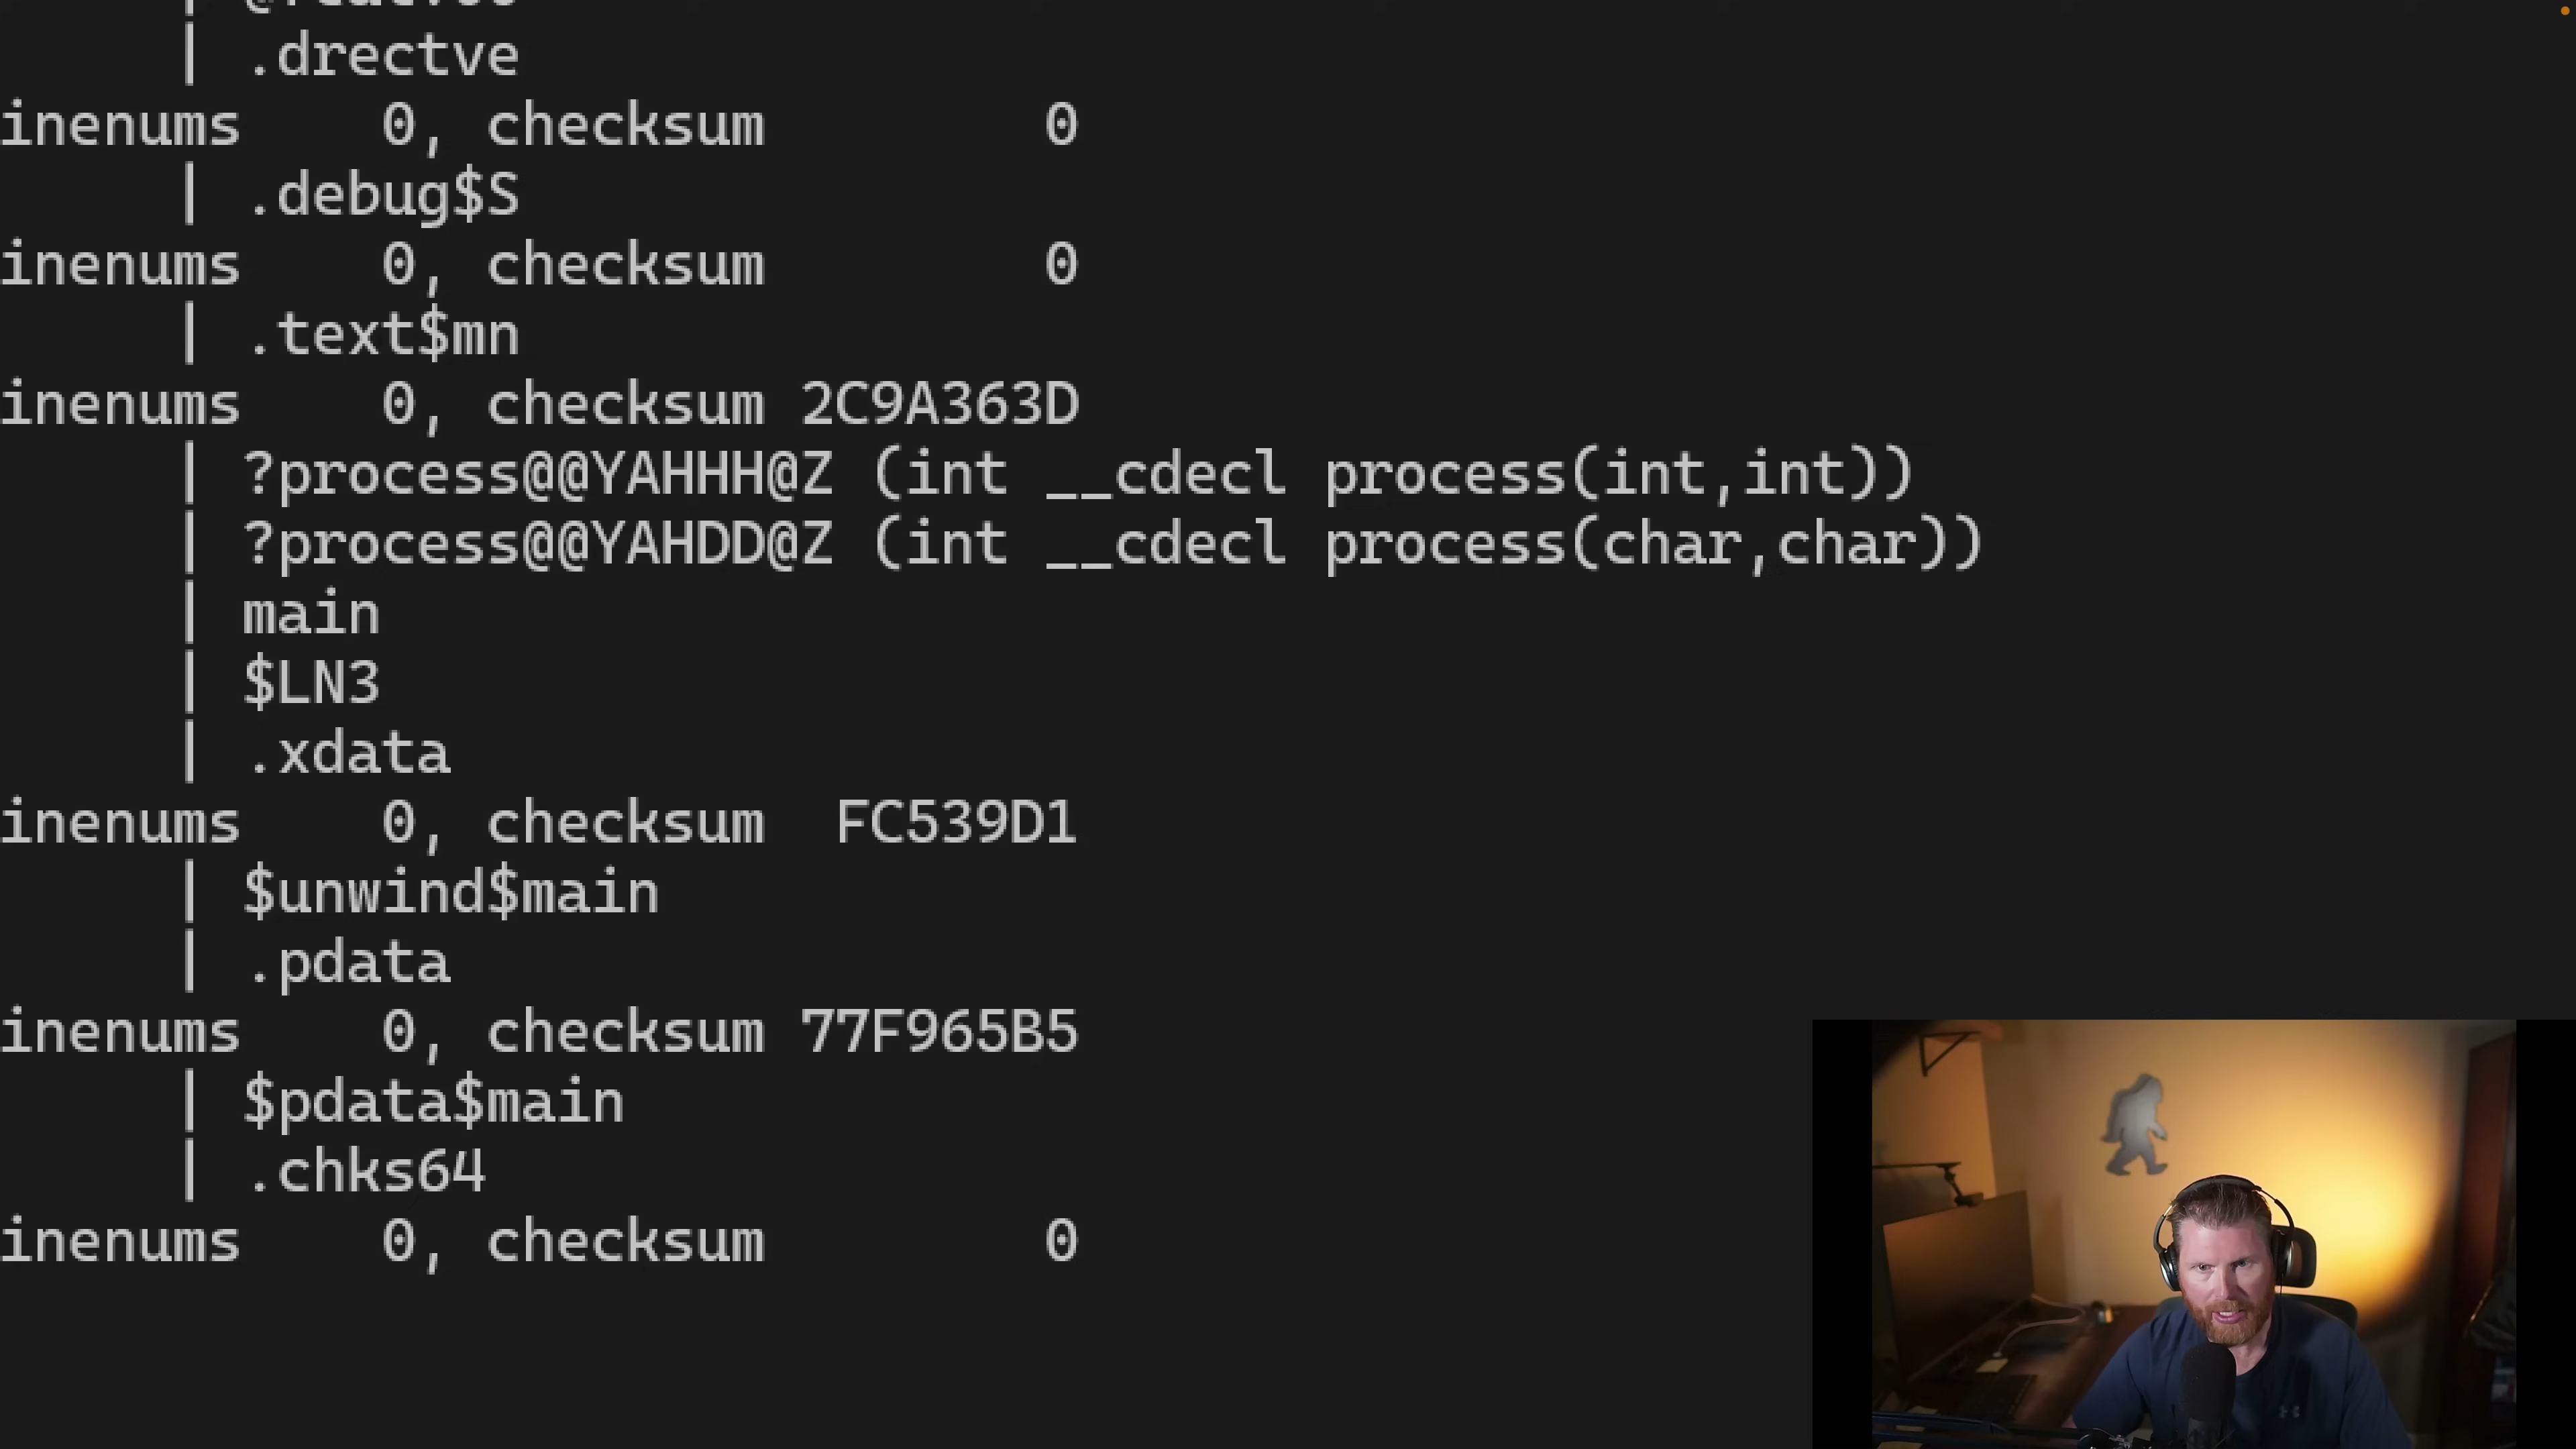 | .drectve
inenums 0, checksum 0
| .debug$S
inenums 0, checksum 0
| .text$mn
inenums 0, checksum 2C9A363D
| ?process@@YAHHH@Z (int __cdecl process(int,int))
| ?process@@YAHDD@Z (int __cdecl process(char,char))
| main
| $LN3
| .xdata
inenums 0, checksum FC539D1
| $unwind$main
| .pdata
inenums 0, checksum 77F965B5
| $pdata$main
| .chks64
inenums 0, checksum 0